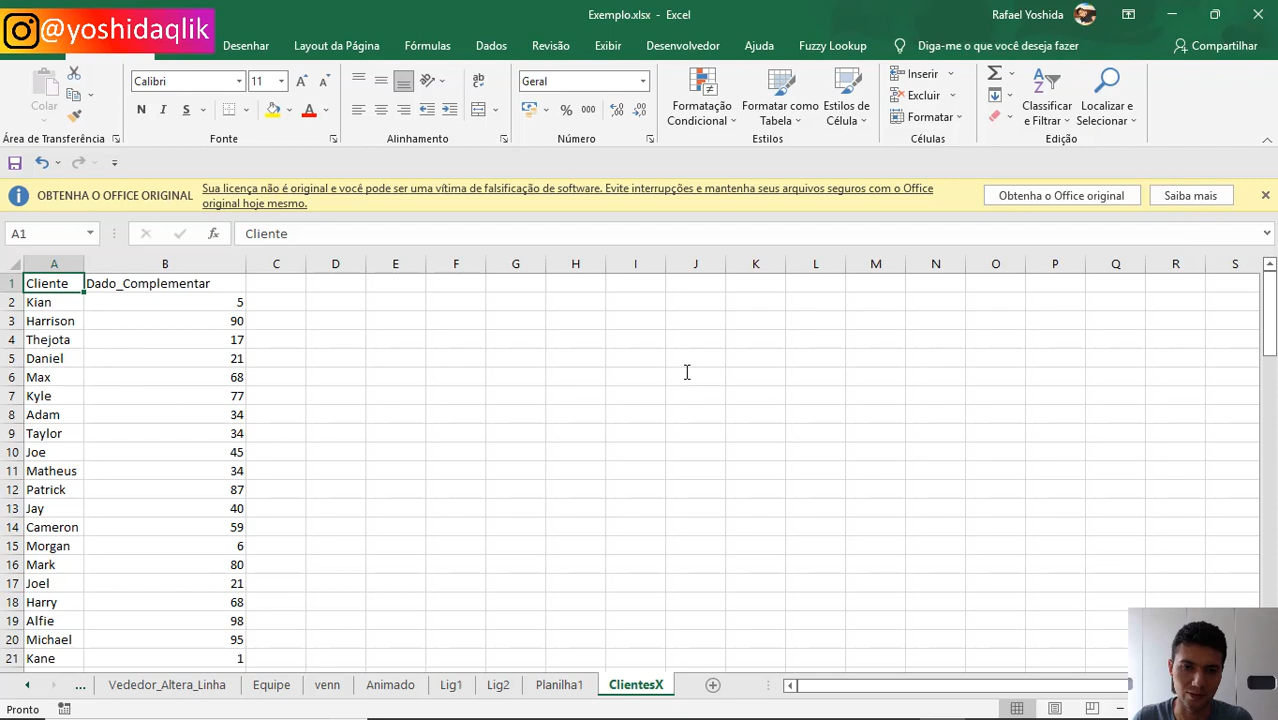 @yoshidaqlik
Exemplo.xlsx - Excel
Rafael Yoshida
Desenhar Layout da Página Fórmulas Dados Revisão Exibir Desenvolvedor Ajuda Fuzzy Lookup Diga-me o que você deseja fazer Compartilhar
Colar
Calibri 11
N I S
Geral
% 000
Formatação Condicional
Formatar como Tabela
Estilos de Célula
Inserir
Excluir
Formatar
Classificar e Filtrar
Localizar e Selecionar
Área de Transferência Fonte Alinhamento Número Estilos Células Edição
OBTENHA O OFFICE ORIGINAL Sua licença não é original e você pode ser uma vítima de falsificação de software. Evite interrupções e mantenha seus arquivos seguros com o Office
original hoje mesmo.
Obtenha o Office original Saiba mais
A1 fx Cliente
A B C D E F G H I J K L M N O P Q R S
1 Cliente Dado_Complementar
2 Kian 5
3 Harrison 90
4 Thejota 17
5 Daniel 21
6 Max 68
7 Kyle 77
8 Adam 34
9 Taylor 34
10 Joe 45
11 Matheus 34
12 Patrick 87
13 Jay 40
14 Cameron 59
15 Morgan 6
16 Mark 80
17 Joel 21
18 Harry 68
19 Alfie 98
20 Michael 95
21 Kane 1
... Vededor_Altera_Linha Equipe venn Animado Lig1 Lig2 Planilha1 ClientesX
Pronto